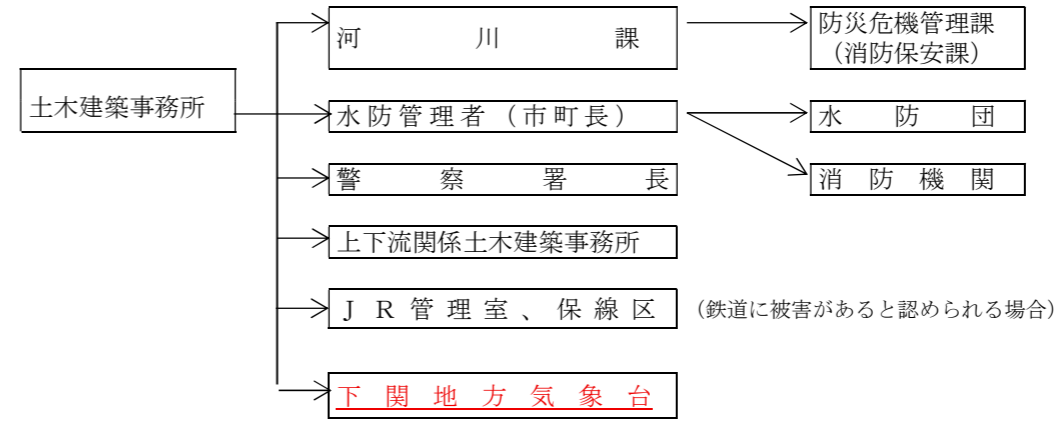 河川課
防災危機管理課
（消防保安課）
土木建築事務所
水防管理者（市町長）
水防団
警察署長
消防機関
上下流関係土木建築事務所
ＪＲ管理室、保線区
（鉄道に被害があると認められる場合）
下関地方気象台